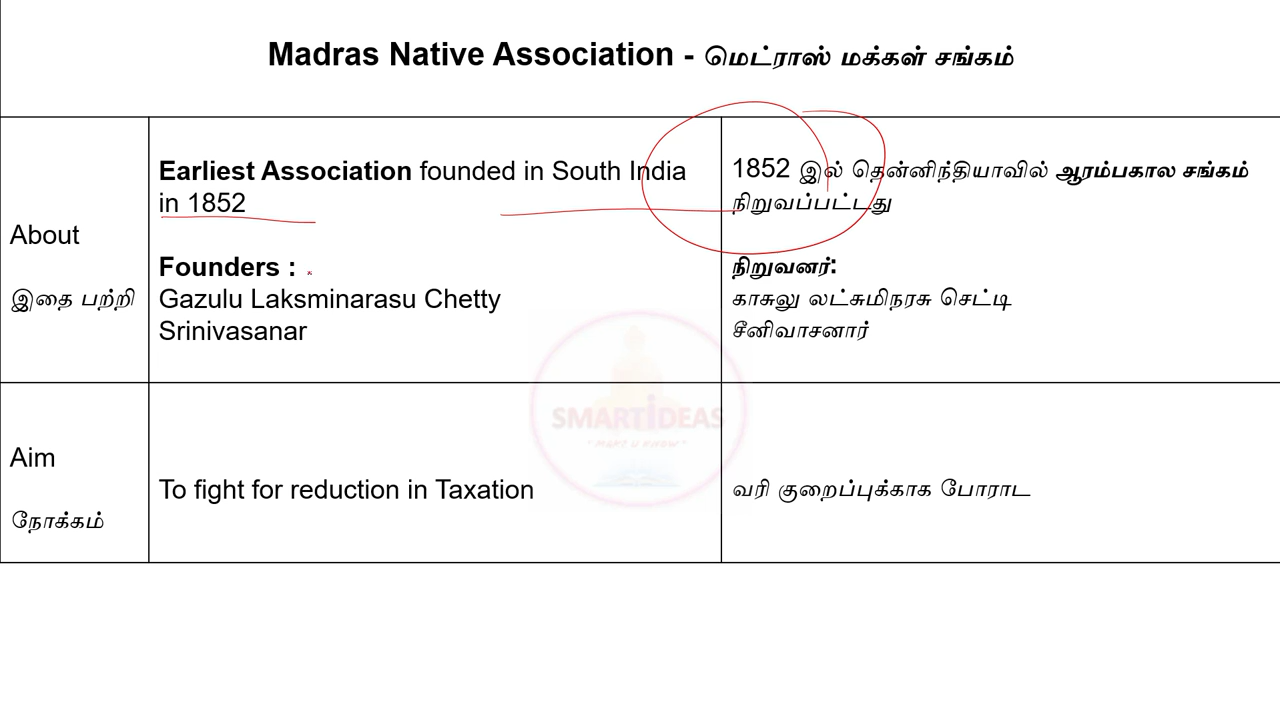 Madras Native Association - மெட்ராஸ் மக்கள் சங்கம்
About
இதை பற்றி
Earliest Association founded in South India
in 1852
Founders :
Gazulu Laksminarasu Chetty
Srinivasanar
1852 இல் தென்னிந்தியாவில் ஆரம்பகால சங்கம்
நிறுவப்பட்டது
நிறுவனர்:
காசுலு லட்சுமிநரசு செட்டி
சீனிவாசனார்
Aim
நோக்கம்
To fight for reduction in Taxation
வரி குறைப்புக்காக போராட
SMARTIDEAS
"MAKE U KNOW"